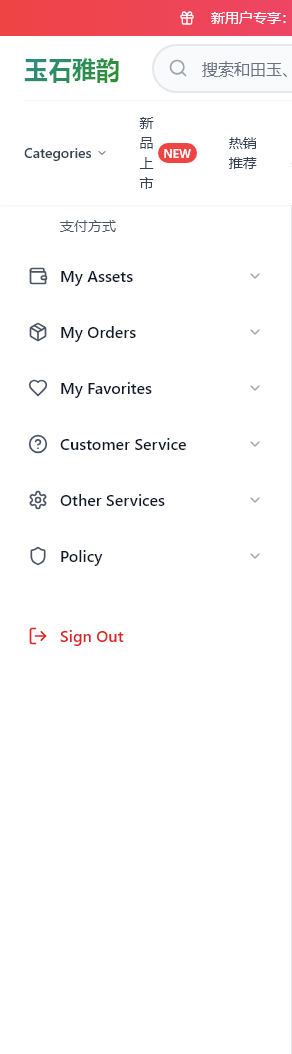 新用户专享：
玉石雅韵
搜索和田玉、
Categories
新品上市
NEW
热销推荐
支付方式
My Assets
My Orders
My Favorites
Customer Service
Other Services
Policy
Sign Out